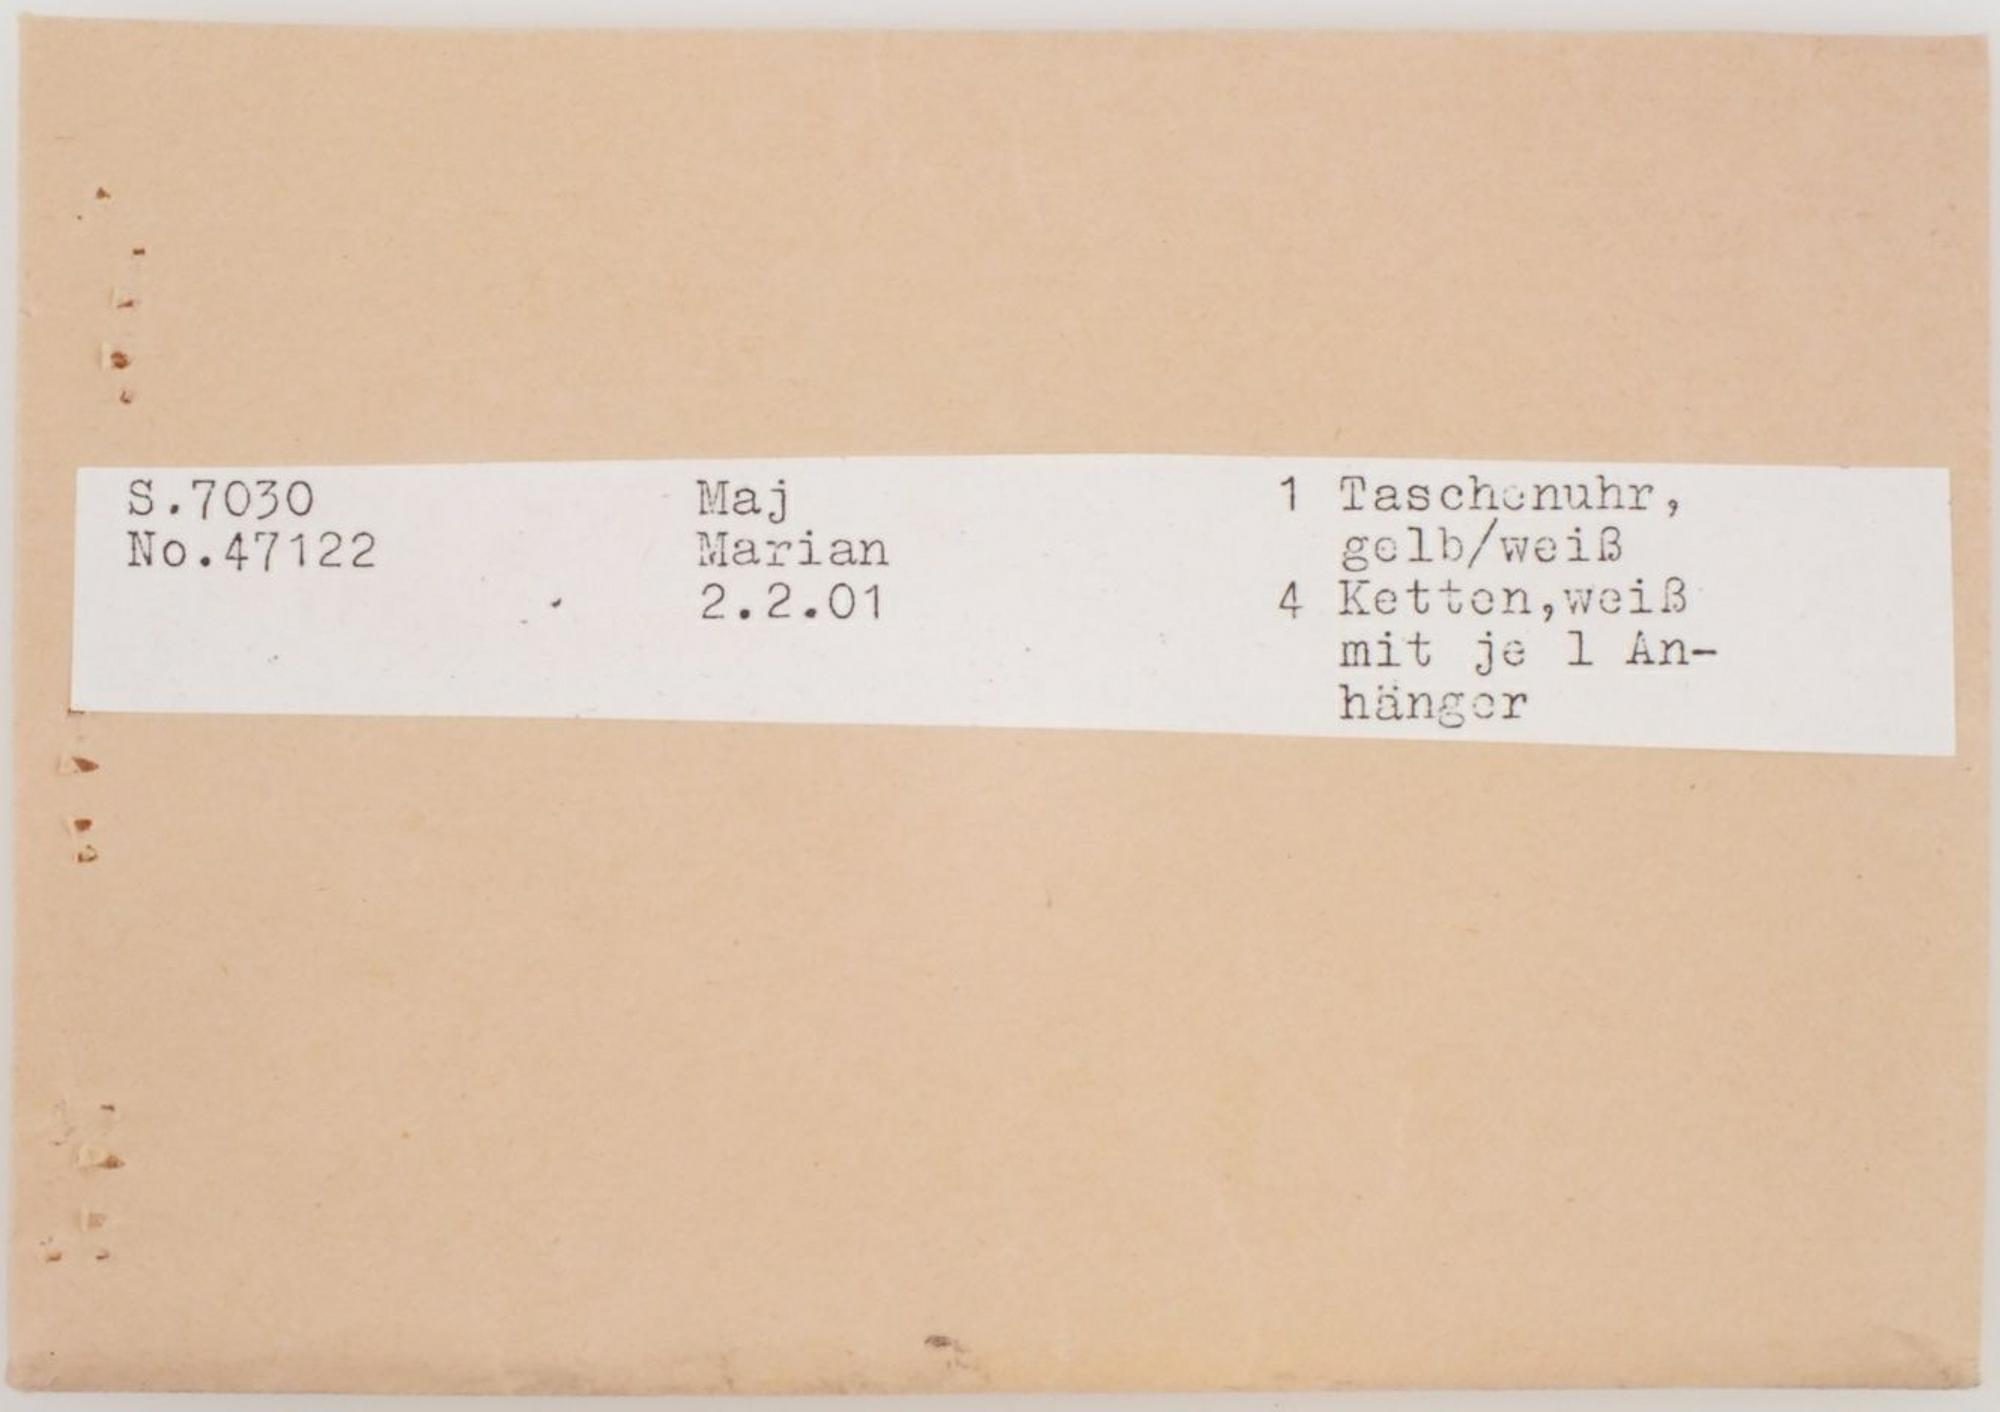 S.7030
No.47122
Maj
Marian
2.2.01
1 Taschenuhr,
gelb/weiß
4 Ketten,weiß
mit je 1 An-
hänger